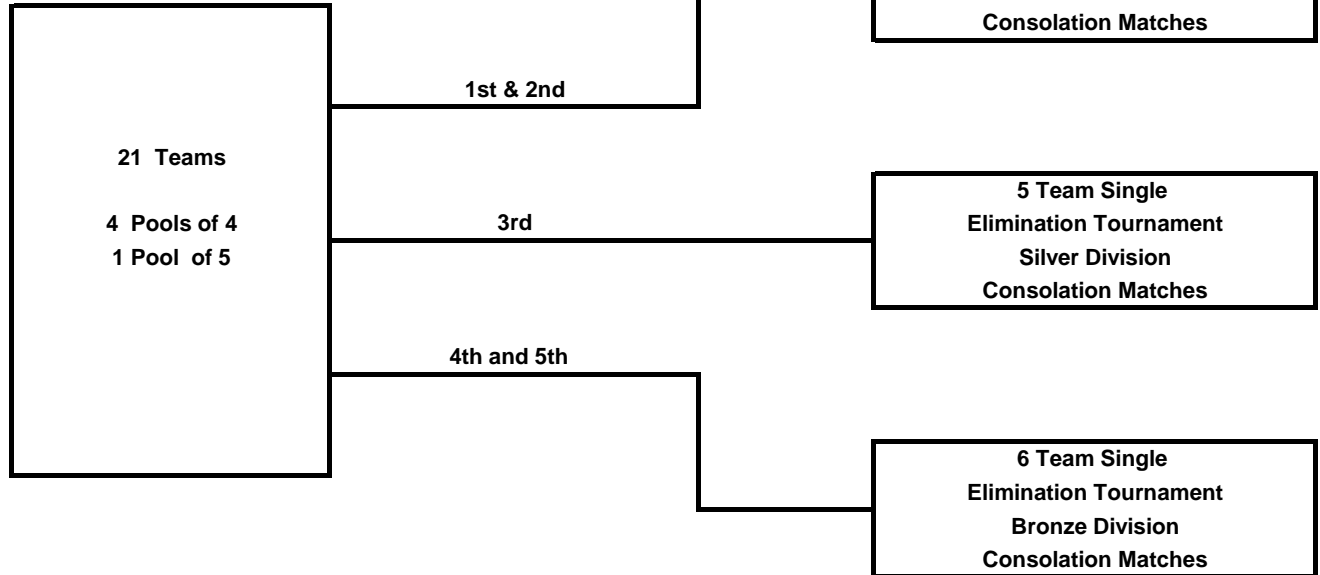 Consolation Matches
1st & 2nd
21 Teams
4 Pools of 4
1 Pool of 5
3rd
5 Team Single
Elimination Tournament
Silver Division
Consolation Matches
4th and 5th
6 Team Single
Elimination Tournament
Bronze Division
Consolation Matches